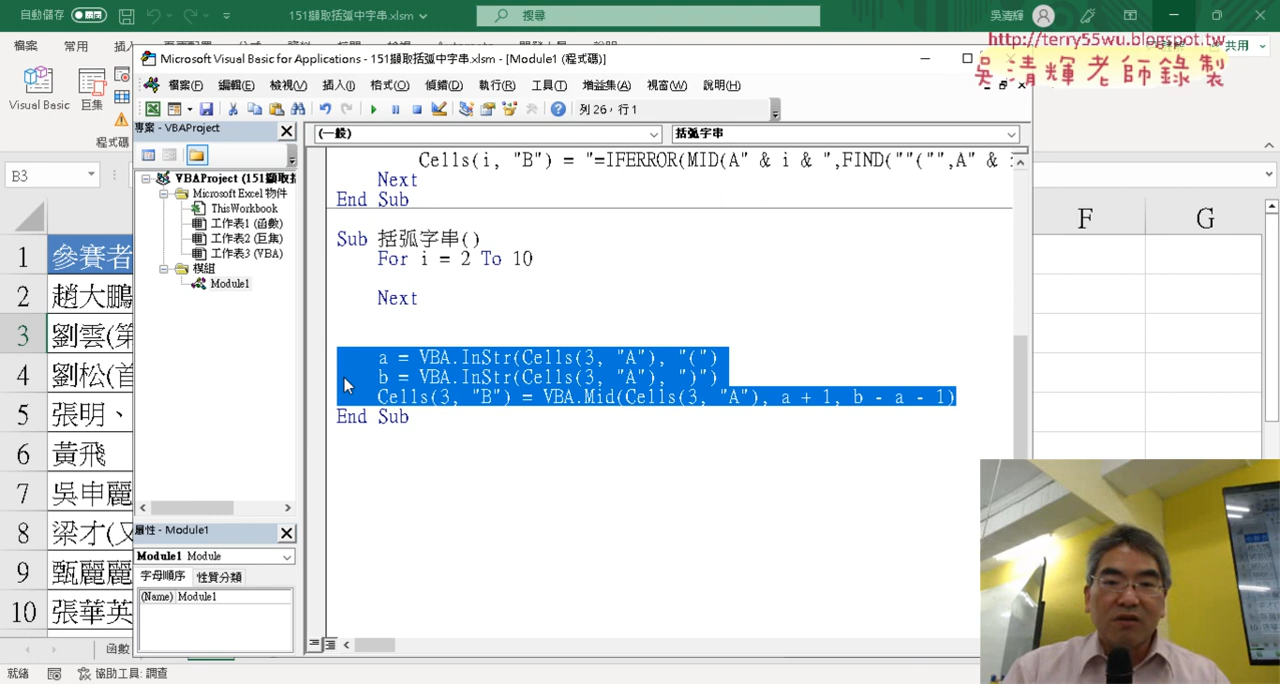 自動儲存
關閉
151擷取括弧中字串.xlsm
搜尋
吳清輝
http://terry55wu.blogspot.tw
吳清輝老師錄製
檔案
常用
共用
Visual Basic
巨集
程式碼
Microsoft Visual Basic for Applications - 151擷取括弧中字串.xlsm - [Module1 (程式碼)]
檔案(F) 編輯(E) 檢視(V) 插入(I) 格式(O) 偵錯(D) 執行(R) 工具(T) 增益集(A) 視窗(W) 說明(H)
列 26，行 1
專案 - VBAProject
(一般)
括弧字串
VBAProject (151擷取括
Microsoft Excel 物件
ThisWorkbook
工作表1 (函數)
工作表2 (巨集)
工作表3 (VBA)
模組
Module1
Cells(i, "B") = "=IFERROR(MID(A" & i & ",FIND(""("",A" & i
Next
End Sub
Sub 括弧字串()
For i = 2 To 10
Next
a = VBA.InStr(Cells(3, "A"), "(")
b = VBA.InStr(Cells(3, "A"), ")")
Cells(3, "B") = VBA.Mid(Cells(3, "A"), a + 1, b - a - 1)
End Sub
屬性 - Module1
Module1 Module
字母順序 性質分類
(Name) Module1
B3
F G
1 參賽者
2 趙大鵬
3 劉雲(第
4 劉松(首
5 張明、
6 黃飛
7 吳申麗
8 梁才(又
9 甄麗麗
10 張華英
函數
就緒
協助工具: 調查